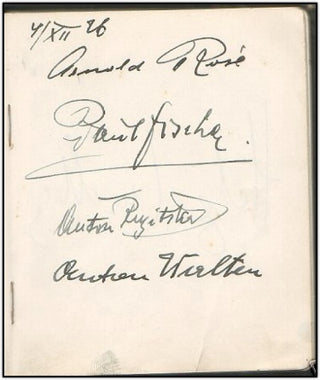 4/XII 26
Arnold Rosé
Paul Fischer.
Anton Ruzitska
Anton Walter